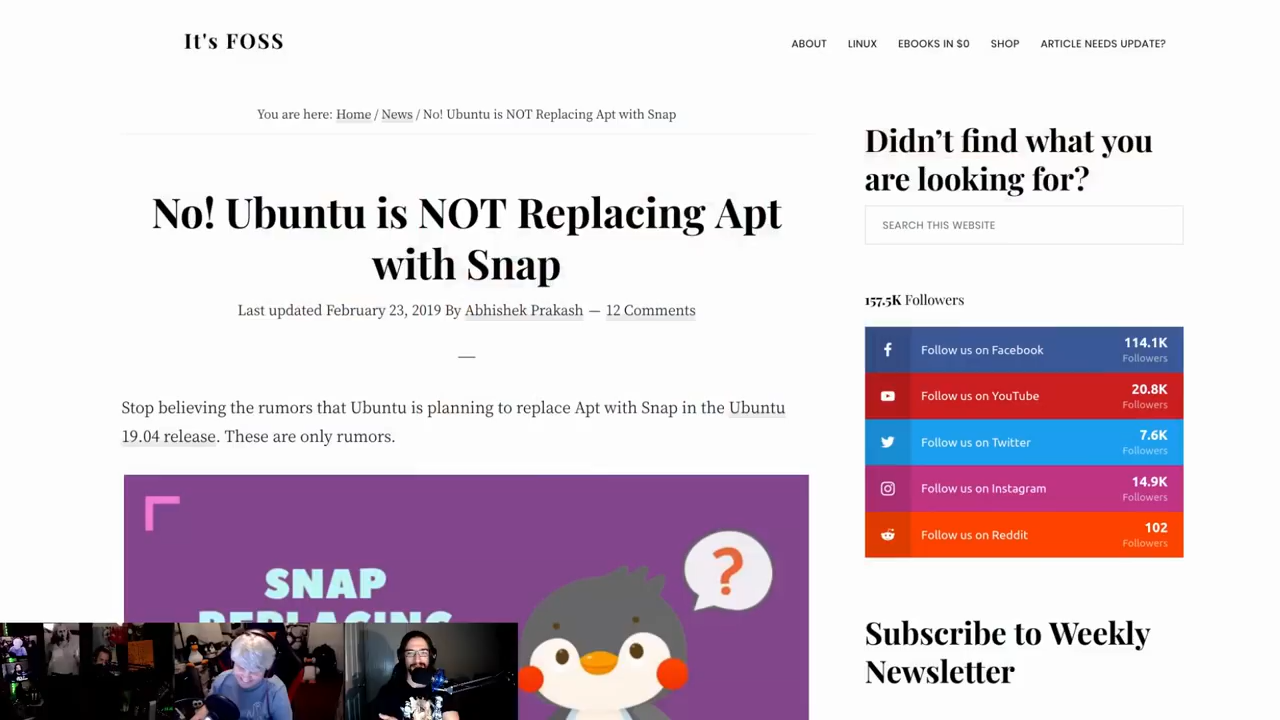 It's FOSS
ABOUT LINUX EBOOKS IN $0 SHOP ARTICLE NEEDS UPDATE?
You are here: Home / News / No! Ubuntu is NOT Replacing Apt with Snap
No! Ubuntu is NOT Replacing Apt
with Snap
Last updated February 23, 2019 By Abhishek Prakash — 12 Comments
Stop believing the rumors that Ubuntu is planning to replace Apt with Snap in the Ubuntu
19.04 release. These are only rumors.
SNAP
REPLACING
?
Didn’t find what you
are looking for?
SEARCH THIS WEBSITE
157.5K Followers
Follow us on Facebook 114.1K
Followers
Follow us on YouTube 20.8K
Followers
Follow us on Twitter 7.6K
Followers
Follow us on Instagram 14.9K
Followers
Follow us on Reddit 102
Followers
Subscribe to Weekly
Newsletter